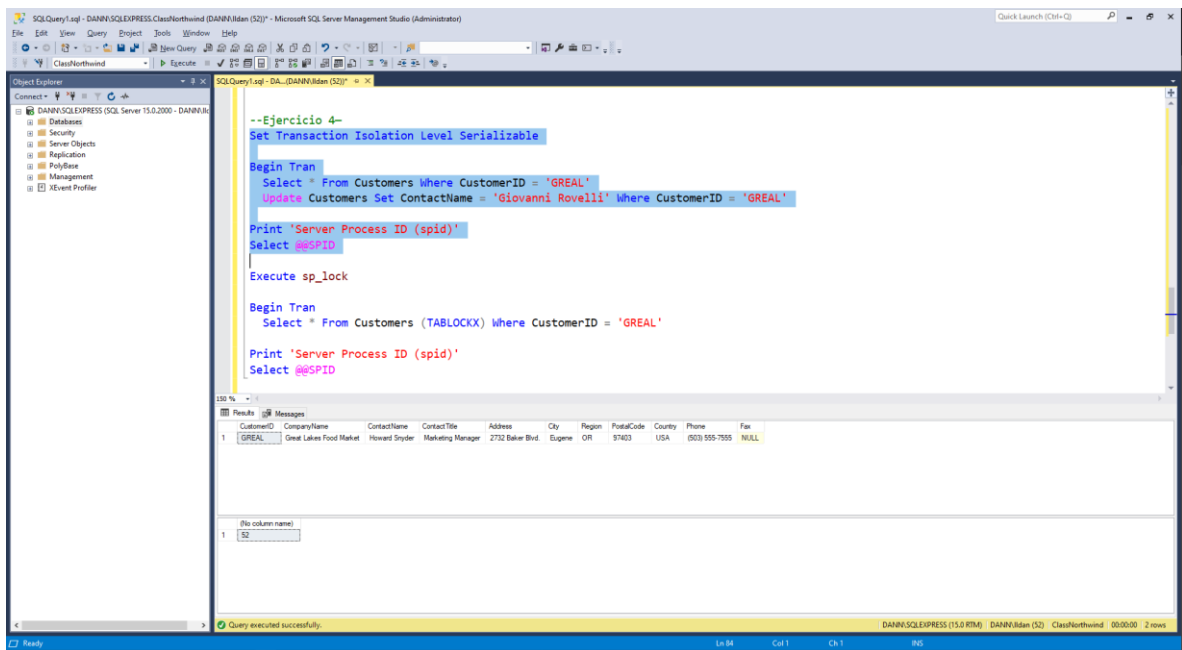 SQLQuery1.sql - DANN\SQLEXPRESS.ClassNorthwind (DANN\lldan (52))* - Microsoft SQL Server Management Studio (Administrator)
Quick Launch (Ctrl+Q)
File Edit View Query Project Tools Window Help
New Query
ClassNorthwind
Execute
Object Explorer
SQLQuery1.sql - DA...(DANN\lldan (52))*
Connect
DANN\SQLEXPRESS (SQL Server 15.0.2000 - DANN\lld
Databases
Security
Server Objects
Replication
PolyBase
Management
XEvent Profiler
--Ejercicio 4—
Set Transaction Isolation Level Serializable
Begin Tran
Select * From Customers Where CustomerID = 'GREAL'
Update Customers Set ContactName = 'Giovanni Rovelli' Where CustomerID = 'GREAL'
Print 'Server Process ID (spid)'
Select @@SPID
Execute sp_lock
Begin Tran
Select * From Customers (TABLOCKX) Where CustomerID = 'GREAL'
Print 'Server Process ID (spid)'
Select @@SPID
150 %
Results Messages
CustomerID CompanyName ContactName ContactTitle Address City Region PostalCode Country Phone Fax
1 GREAL Great Lakes Food Market Howard Snyder Marketing Manager 2732 Baker Blvd. Eugene OR 97403 USA (503) 555-7555 NULL
(No column name)
1 52
Query executed successfully.
DANN\SQLEXPRESS (15.0 RTM) DANN\lldan (52) ClassNorthwind 00:00:00 2 rows
Ready
Ln 84 Col 1 Ch 1 INS